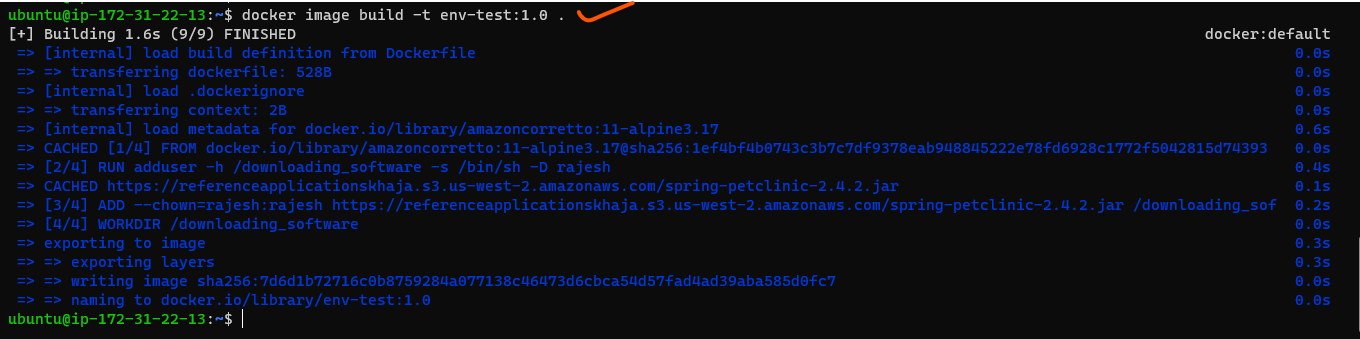 ubuntu@ip-172-31-22-13:~$ docker image build -t env-test:1.0 .
[+] Building 1.6s (9/9) FINISHED docker:default
=> [internal] load build definition from Dockerfile 0.0s
=> => transferring dockerfile: 528B 0.0s
=> [internal] load .dockerignore 0.0s
=> => transferring context: 2B 0.0s
=> [internal] load metadata for docker.io/library/amazoncorretto:11-alpine3.17 0.6s
=> CACHED [1/4] FROM docker.io/library/amazoncorretto:11-alpine3.17@sha256:1ef4bf4b0743c3b7c7df9378eab948845222e78fd6928c1772f5042815d74393 0.0s
=> [2/4] RUN adduser -h /downloading_software -s /bin/sh -D rajesh 0.4s
=> CACHED https://referenceapplicationskhaja.s3.us-west-2.amazonaws.com/spring-petclinic-2.4.2.jar 0.1s
=> [3/4] ADD --chown=rajesh:rajesh https://referenceapplicationskhaja.s3.us-west-2.amazonaws.com/spring-petclinic-2.4.2.jar /downloading_sof 0.2s
=> [4/4] WORKDIR /downloading_software 0.0s
=> exporting to image 0.3s
=> => exporting layers 0.3s
=> => writing image sha256:7d6d1b72716c0b8759284a077138c46473d6cbca54d57fad4ad39aba585d0fc7 0.0s
=> => naming to docker.io/library/env-test:1.0 0.0s
ubuntu@ip-172-31-22-13:~$